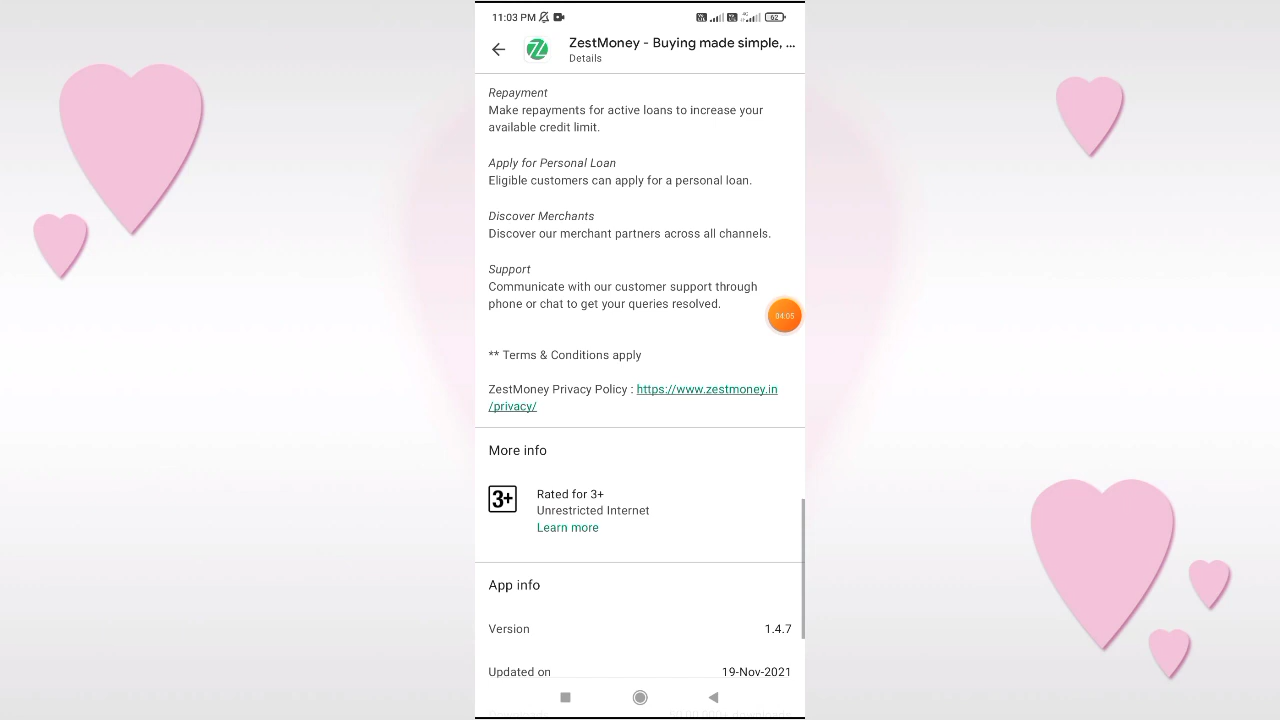 11:03 PM
62
ZestMoney - Buying made simple, ...
Details
Repayment
Make repayments for active loans to increase your
available credit limit.
Apply for Personal Loan
Eligible customers can apply for a personal loan.
Discover Merchants
Discover our merchant partners across all channels.
Support
Communicate with our customer support through
phone or chat to get your queries resolved.
04:05
** Terms & Conditions apply
ZestMoney Privacy Policy : https://www.zestmoney.in
/privacy/
More info
3+
Rated for 3+
Unrestricted Internet
Learn more
App info
Version 1.4.7
Updated on 19-Nov-2021